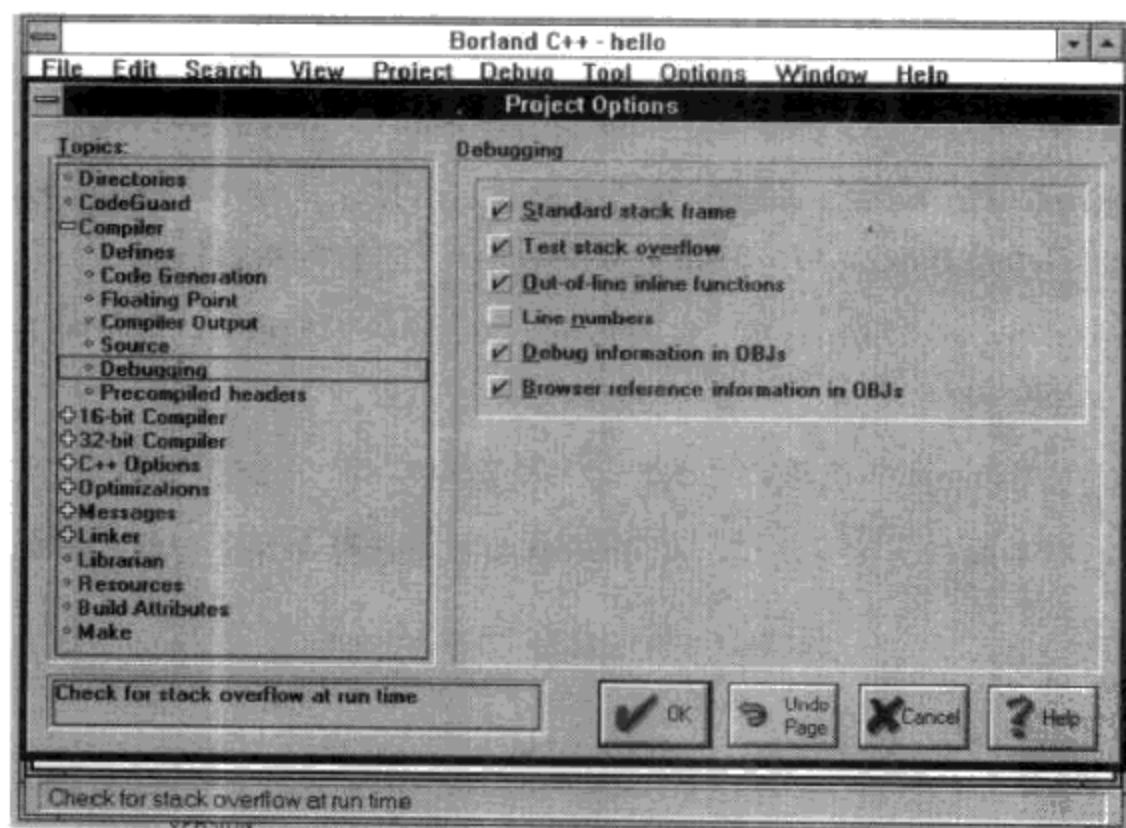 Borland C++ - hello
File Edit Search View Project Debug Tool Options Window Help
Project Options
Topics:
Directories
CodeGuard
Compiler
Defines
Code Generation
Floating Point
Compiler Output
Source
Debugging
Precompiled headers
16-bit Compiler
32-bit Compiler
C++ Options
Optimizations
Messages
Linker
Librarian
Resources
Build Attributes
Make
Debugging
Standard stack frame
Test stack overflow
Out-of-line inline functions
Line numbers
Debug information in OBJs
Browser reference information in OBJs
Check for stack overflow at run time
OK
Undo Page
Cancel
Help
Check for stack overflow at run time